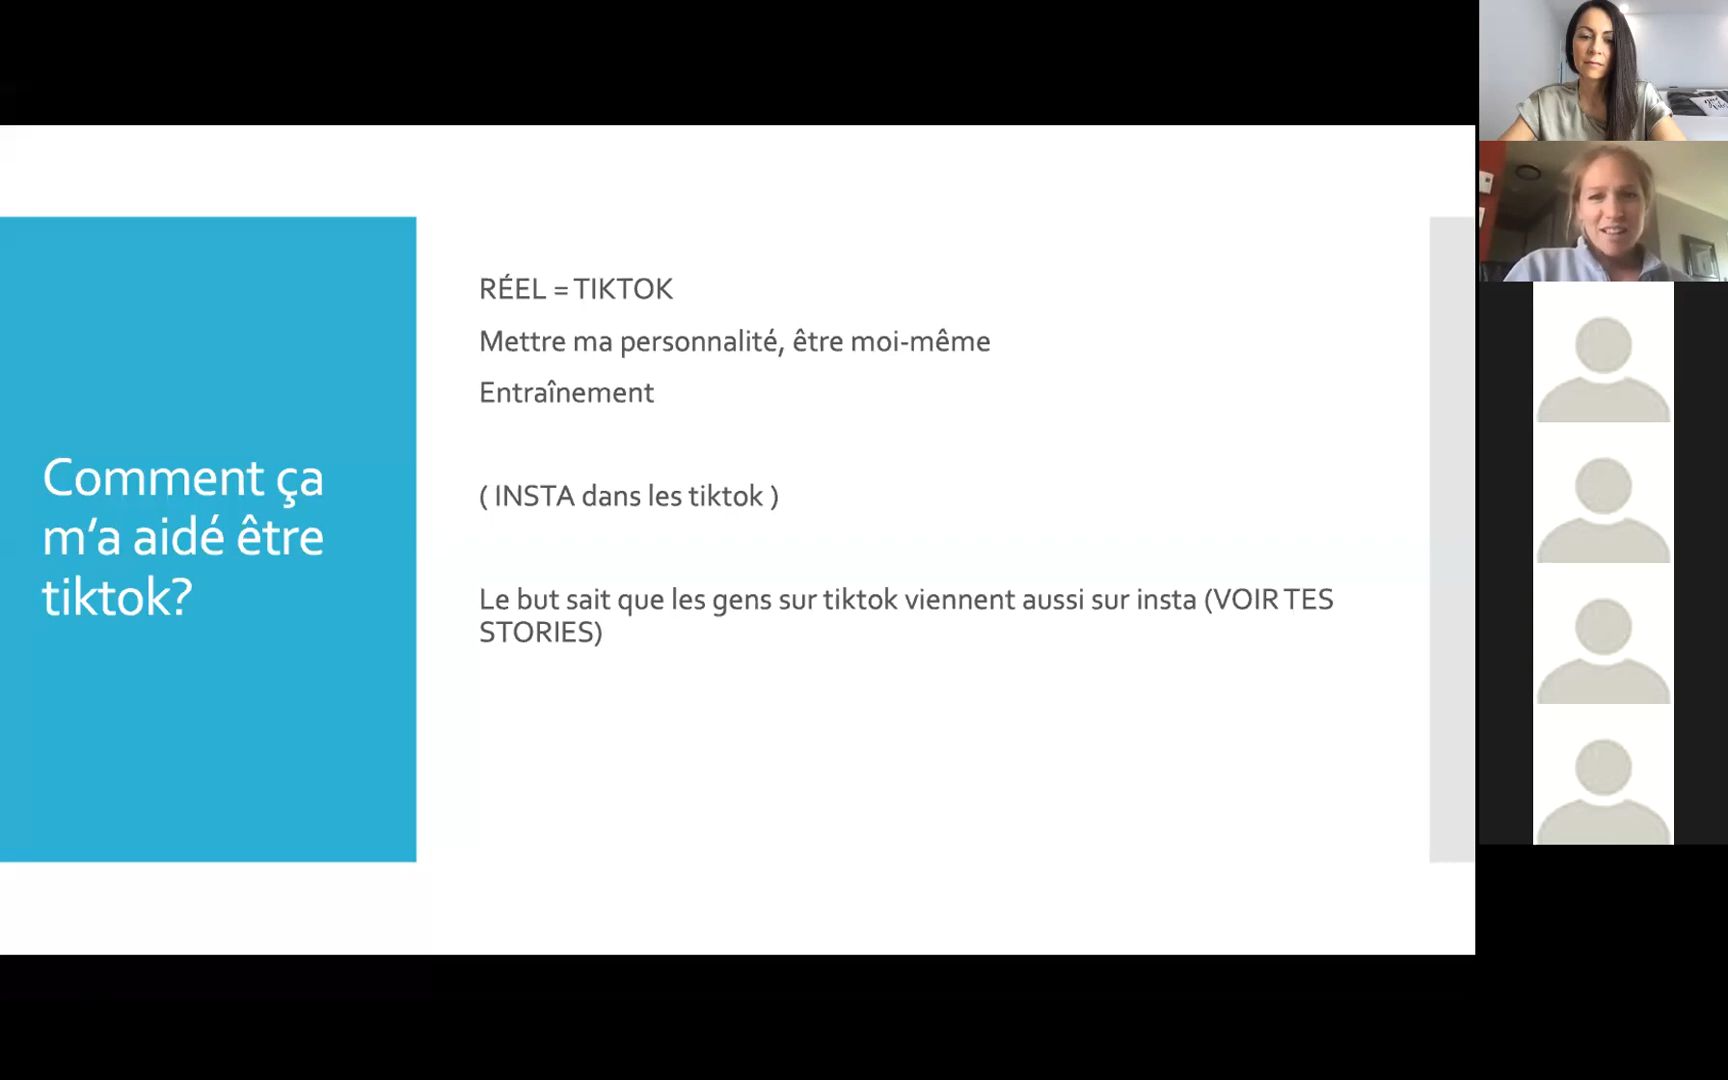 Comment ça
m’a aidé être
tiktok?
RÉEL = TIKTOK
Mettre ma personnalité, être moi-même
Entraînement
( INSTA dans les tiktok )
Le but sait que les gens sur tiktok viennent aussi sur insta (VOIR TES
STORIES)